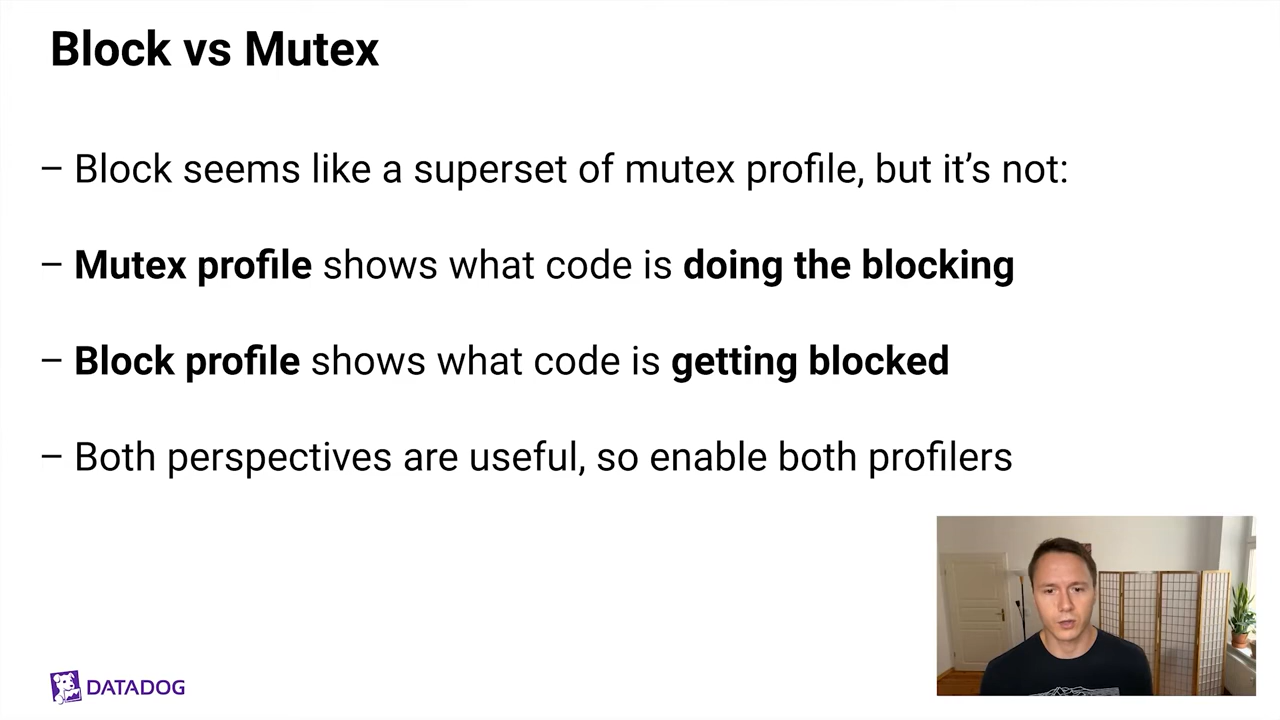 Block vs Mutex
– Block seems like a superset of mutex profile, but it’s not:
– Mutex profile shows what code is doing the blocking
– Block profile shows what code is getting blocked
– Both perspectives are useful, so enable both profilers
DATADOG